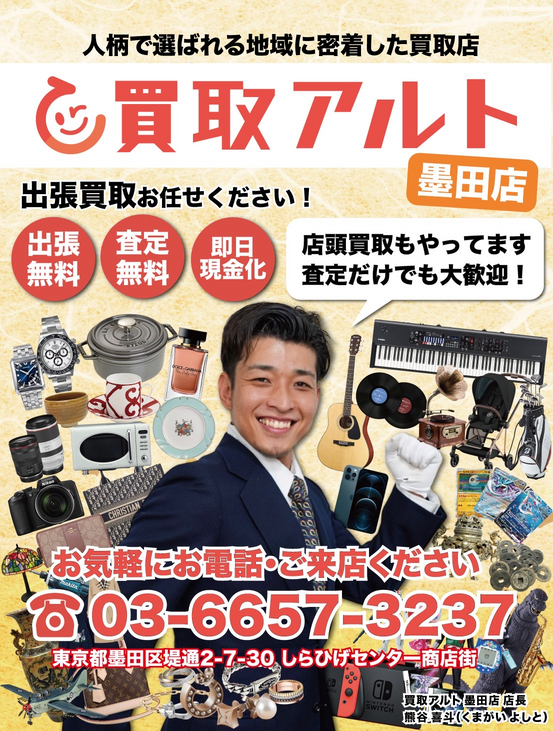 人柄で選ばれる地域に密着した買取店
買取アルト
墨田店
出張買取お任せください！
出張
無料
査定
無料
即日
現金化
店頭買取もやってます
査定だけでも大歓迎！
DOLCE & GABBANA
Nikon
CHRISTIAN
お気軽にお電話・ご来店ください
03-6657-3237
東京都墨田区堤通2-7-30 しらひげセンター商店街
NINTENDO
SWITCH
買取アルト 墨田店 店長
熊谷 喜斗(くまがい よしと)